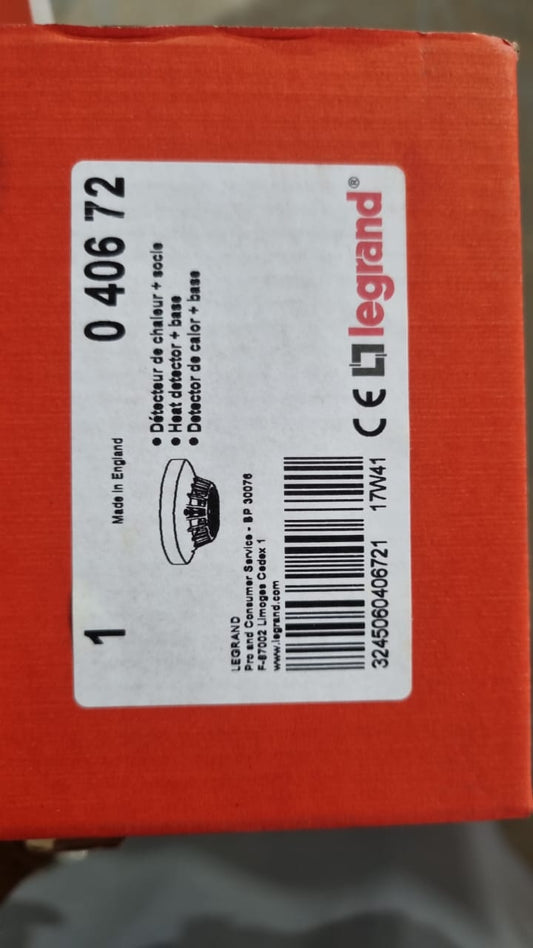 1
Made in England
0 406 72
• Détecteur de chaleur + socle
• Heat detector + base
• Detector de calor + base
LEGRAND
Pro and Consumer Service - BP 30076
F-87002 Limoges Cedex 1
www.legrand.com
3245060406721 17W41
CE legrand®